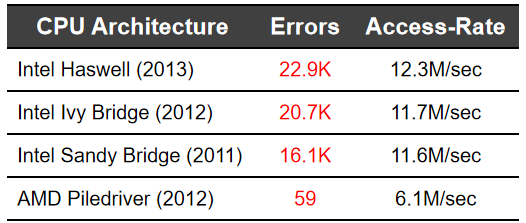 CPU Architecture Errors Access-Rate
Intel Haswell (2013) 22.9K 12.3M/sec
Intel Ivy Bridge (2012) 20.7K 11.7M/sec
Intel Sandy Bridge (2011) 16.1K 11.6M/sec
AMD Piledriver (2012) 59 6.1M/sec